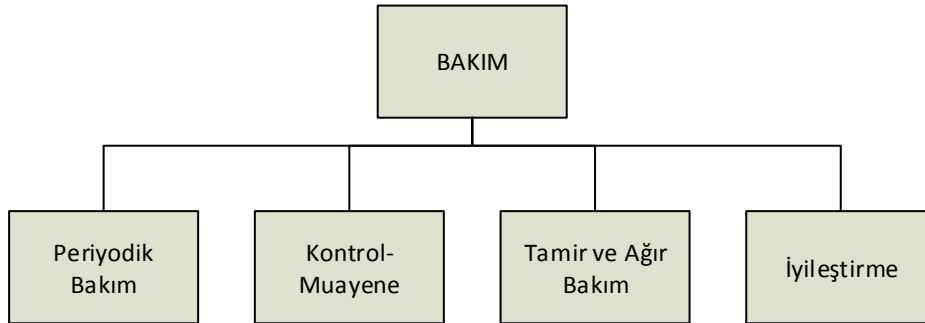 BAKIM
Periyodik
Bakım
Kontrol-
Muayene
Tamir ve Ağır
Bakım
İyileştirme